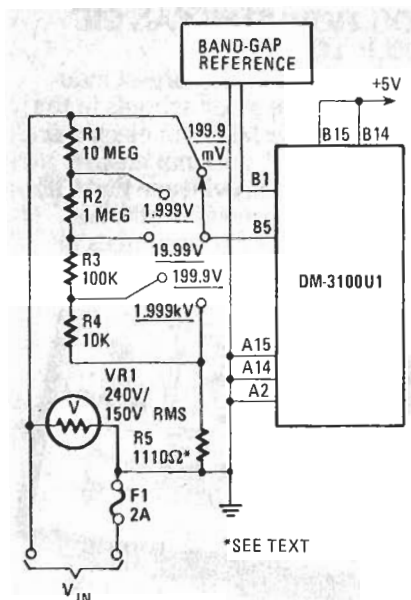 BAND-GAP
REFERENCE
+5V
B15 B14
R1
10 MEG
199.9
mV
B1
R2
1 MEG
1.999V
19.99V
B5
DM-3100U1
R3
100K
199.9V
R4
10K
1.999kV
A15
A14
A2
VR1
240V/
150V RMS
V
R5
1110Ω*
F1
2A
*SEE TEXT
VIN